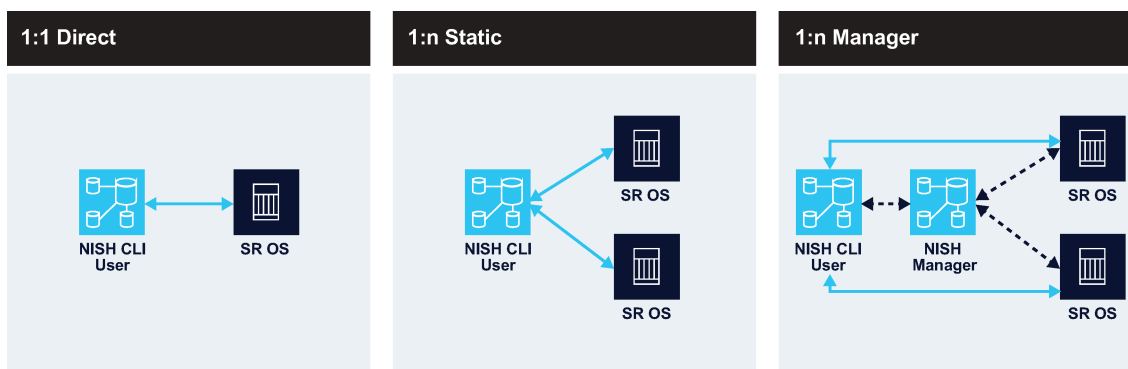 1:1 Direct
NISH CLI
User
SR OS
1:n Static
NISH CLI
User
SR OS
SR OS
1:n Manager
NISH CLI
User
NISH
Manager
SR OS
SR OS